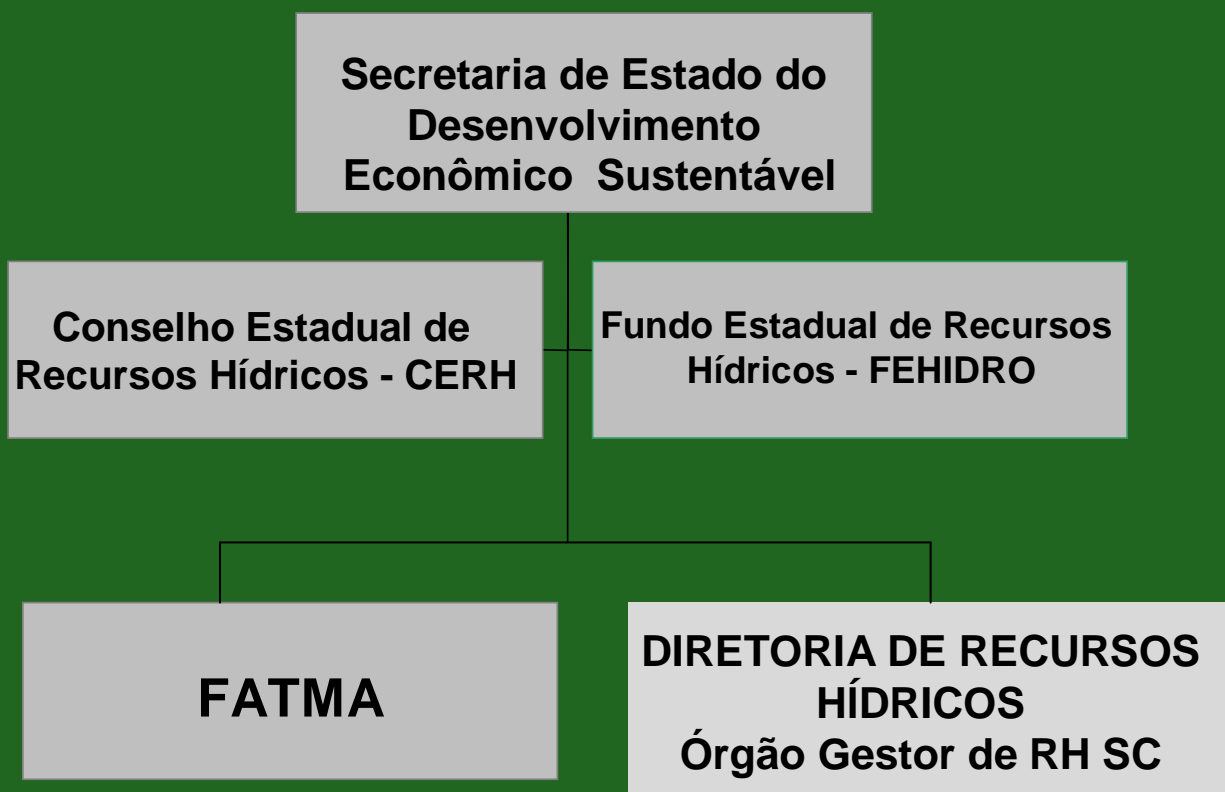 Secretaria de Estado do
Desenvolvimento
Econômico Sustentável
Conselho Estadual de
Recursos Hídricos - CERH
Fundo Estadual de Recursos
Hídricos - FEHIDRO
FATMA
DIRETORIA DE RECURSOS
HÍDRICOS
Órgão Gestor de RH SC